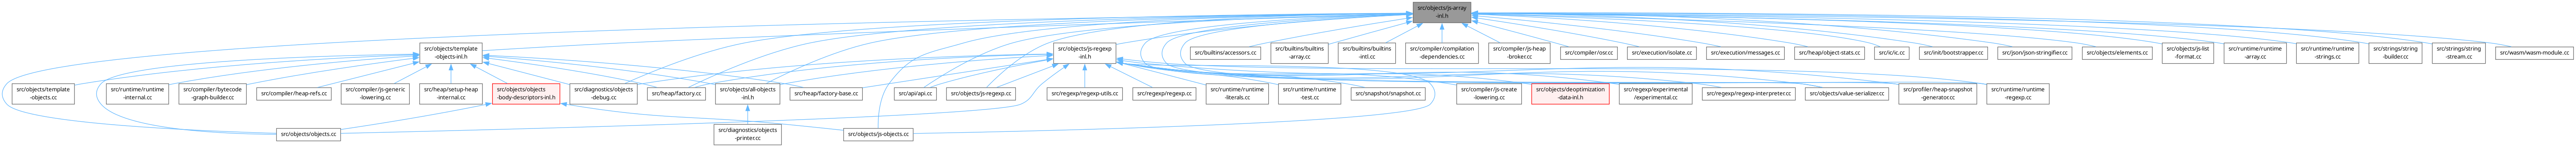 src/objects/js-array
-inl.h
src/objects/template
-objects-inl.h
src/objects/js-regexp
-inl.h
src/builtins/accessors.cc
src/builtins/builtins
-array.cc
src/builtins/builtins
-intl.cc
src/compiler/compilation
-dependencies.cc
src/compiler/js-heap
-broker.cc
src/compiler/osr.cc
src/execution/isolate.cc
src/execution/messages.cc
src/heap/object-stats.cc
src/ic/ic.cc
src/init/bootstrapper.cc
src/json/json-stringifier.cc
src/objects/elements.cc
src/objects/js-list
-format.cc
src/runtime/runtime
-array.cc
src/runtime/runtime
-strings.cc
src/strings/string
-builder.cc
src/strings/string
-stream.cc
src/wasm/wasm-module.cc
src/objects/template
-objects.cc
src/runtime/runtime
-internal.cc
src/compiler/bytecode
-graph-builder.cc
src/compiler/heap-refs.cc
src/compiler/js-generic
-lowering.cc
src/heap/setup-heap
-internal.cc
src/objects/objects
-body-descriptors-inl.h
src/diagnostics/objects
-debug.cc
src/heap/factory.cc
src/objects/all-objects
-inl.h
src/heap/factory-base.cc
src/api/api.cc
src/objects/js-regexp.cc
src/regexp/regexp-utils.cc
src/regexp/regexp.cc
src/runtime/runtime
-literals.cc
src/runtime/runtime
-test.cc
src/snapshot/snapshot.cc
src/compiler/js-create
-lowering.cc
src/objects/deoptimization
-data-inl.h
src/regexp/experimental
/experimental.cc
src/regexp/regexp-interpreter.cc
src/objects/value-serializer.cc
src/profiler/heap-snapshot
-generator.cc
src/runtime/runtime
-regexp.cc
src/objects/objects.cc
src/diagnostics/objects
-printer.cc
src/objects/js-objects.cc